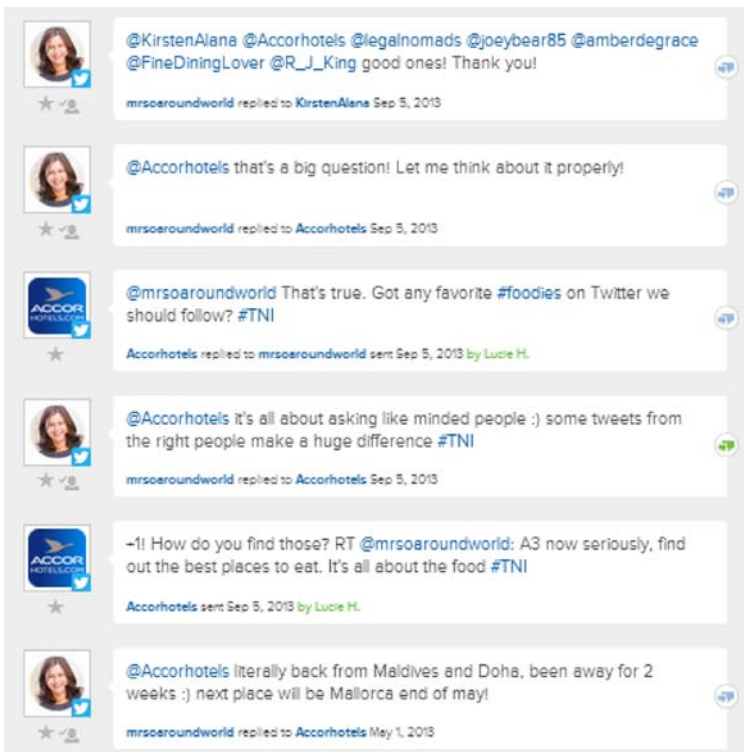 @KirstenAlana @Accorhotels @legalnomads @joeybear85 @amberdegrace
@FineDiningLover @R_J_King good ones! Thank you!
mrsoaroundworld replied to KirstenAlana Sep 5, 2013
@Accorhotels that's a big question! Let me think about it properly!
mrsoaroundworld replied to Accorhotels Sep 5, 2013
ACCOR
HOTELS.COM
@mrsoaroundworld That's true. Got any favorite #foodies on Twitter we
should follow? #TNI
Accorhotels replied to mrsoaroundworld sent Sep 5, 2013 by Lucie H.
@Accorhotels it's all about asking like minded people :) some tweets from
the right people make a huge difference #TNI
mrsoaroundworld replied to Accorhotels Sep 5, 2013
ACCOR
HOTELS.COM
+1! How do you find those? RT @mrsoaroundworld: A3 now seriously, find
out the best places to eat. It's all about the food #TNI
Accorhotels sent Sep 5, 2013 by Lucie H.
@Accorhotels literally back from Maldives and Doha, been away for 2
weeks :) next place will be Mallorca end of may!
mrsoaroundworld replied to Accorhotels May 1, 2013